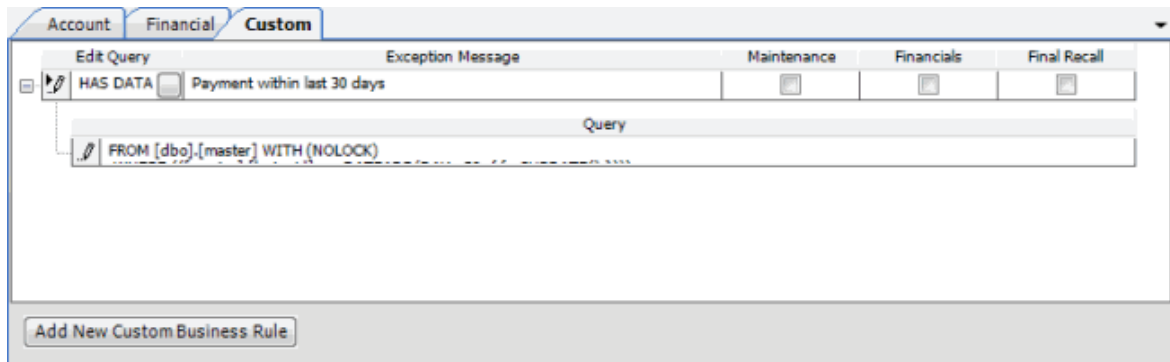 Account Financial Custom
Edit Query Exception Message Maintenance Financials Final Recall
HAS DATA Payment within last 30 days
Query
FROM [dbo].[master] WITH (NOLOCK)
Add New Custom Business Rule